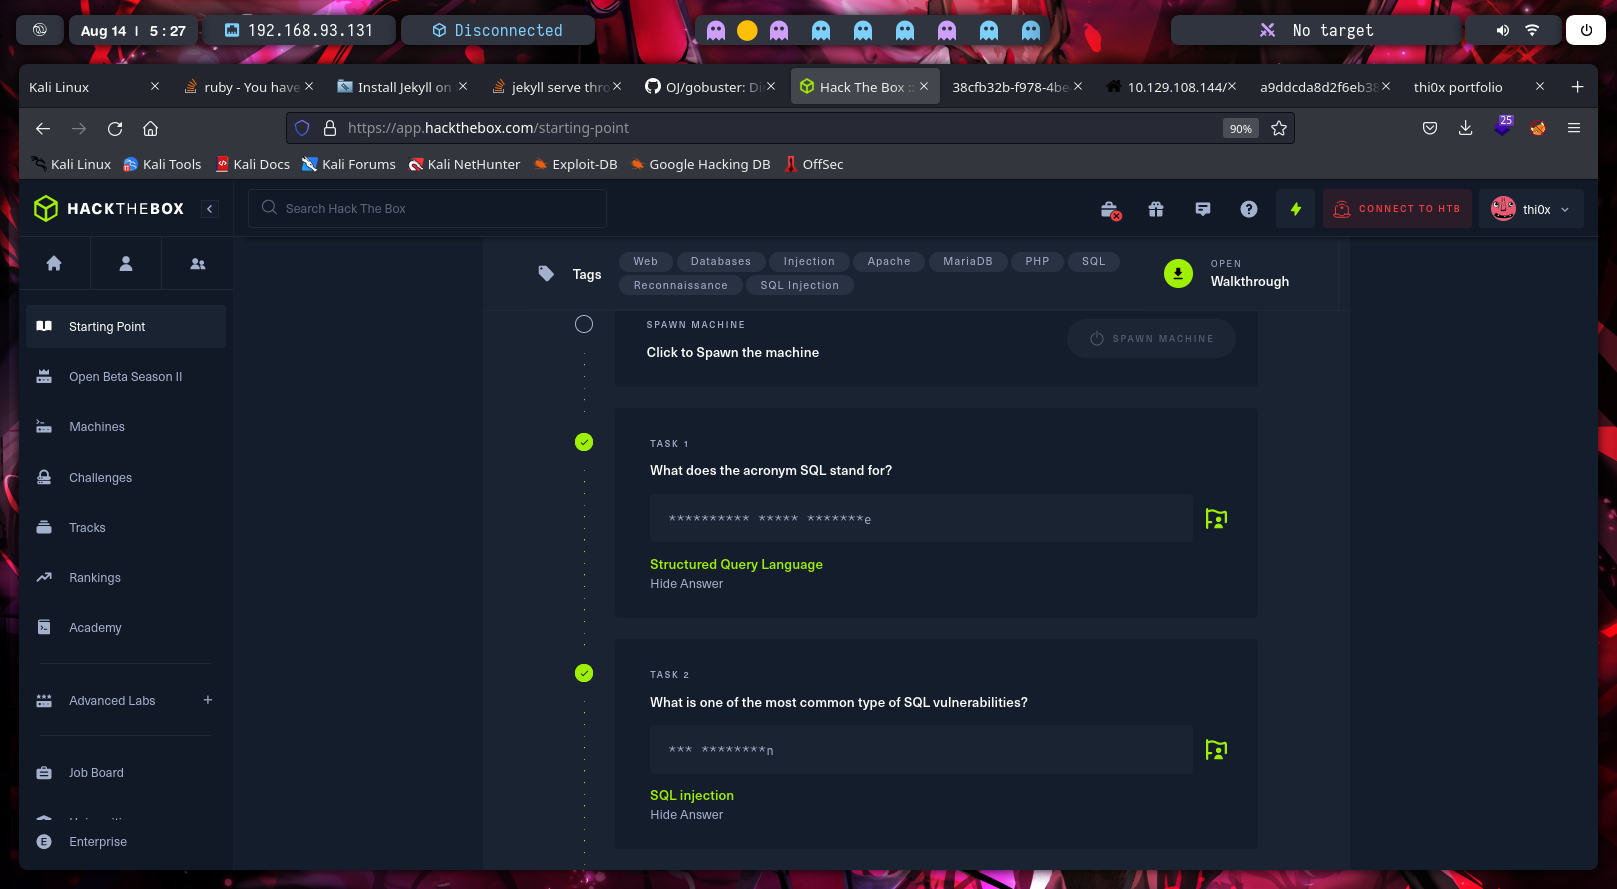 Aug 14 | 5 : 27
192.168.93.131
Disconnected
No target
Kali Linux
ruby - You have
Install Jekyll on
jekyll serve thro
OJ/gobuster: Di
Hack The Box ::
38cfb32b-f978-4be
10.129.108.144/
a9ddcda8d2f6eb38
thi0x portfolio
https://app.hackthebox.com/starting-point
90%
25
Kali Linux
Kali Tools
Kali Docs
Kali Forums
Kali NetHunter
Exploit-DB
Google Hacking DB
OffSec
HACKTHEBOX
Search Hack The Box
CONNECT TO HTB
thi0x
Starting Point
Open Beta Season II
Machines
Challenges
Tracks
Rankings
Academy
Advanced Labs
Job Board
Enterprise
Tags
Web
Databases
Injection
Apache
MariaDB
PHP
SQL
Reconnaissance
SQL Injection
OPEN
Walkthrough
SPAWN MACHINE
Click to Spawn the machine
SPAWN MACHINE
TASK 1
What does the acronym SQL stand for?
********** ***** *******e
Structured Query Language
Hide Answer
TASK 2
What is one of the most common type of SQL vulnerabilities?
*** ********n
SQL injection
Hide Answer